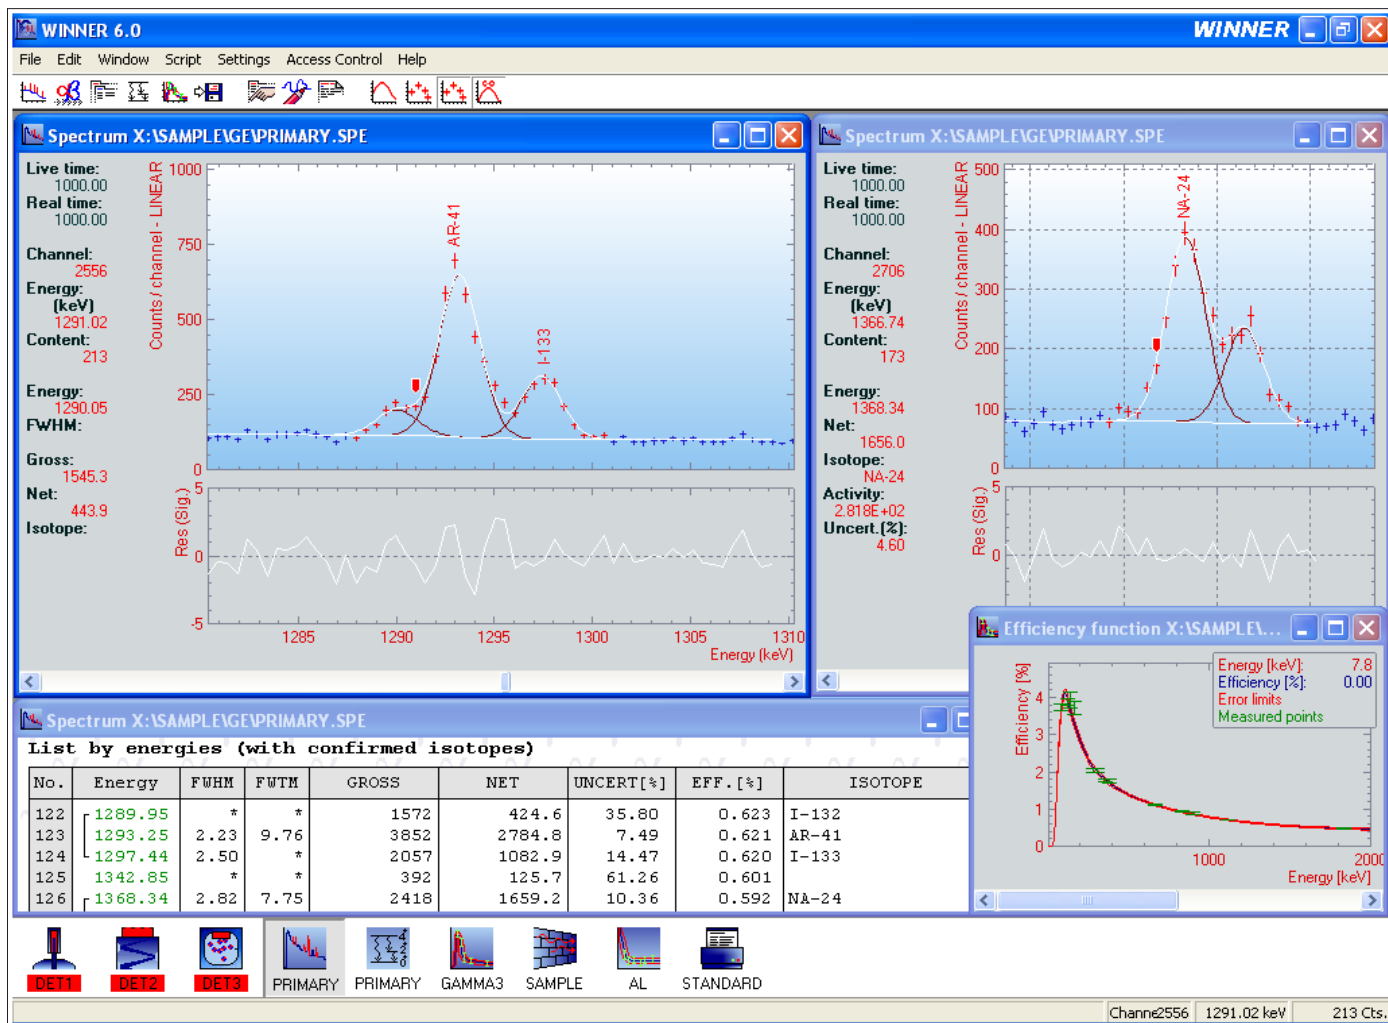 WINNER 6.0
WINNER
File Edit Window Script Settings Access Control Help
Spectrum X:\SAMPLE\GE\PRIMARY.SPE
Live time:
1000.00
Real time:
1000.00
Channel:
2556
Energy:
(keV)
1291.02
Content:
213
Energy:
1290.05
FWHM:
Gross:
1545.3
Net:
443.9
Isotope:
Counts / channel - LINEAR
1000
750
500
250
0
AR-41
I-133
Res (Sig.)
5
0
-5
1285 1290 1295 1300 1305 1310
Energy (keV)
Spectrum X:\SAMPLE\GE\PRIMARY.SPE
Live time:
1000.00
Real time:
1000.00
Channel:
2706
Energy:
(keV)
1366.74
Content:
173
Energy:
1368.34
Net:
1656.0
Isotope:
NA-24
Activity:
2.818E+02
Uncert.(%):
4.60
Counts / channel - LINEAR
500
400
300
200
100
0
NA-24
Res (Sig.)
5
0
Efficiency function X:\SAMPLE\...
Energy [keV]: 7.8
Efficiency [%]: 0.00
Error limits
Measured points
Efficiency [%]
4
3
2
1
0
1000 2000
Energy [keV]
Spectrum X:\SAMPLE\GE\PRIMARY.SPE
List by energies (with confirmed isotopes)
No. Energy FWHM FWTM GROSS NET UNCERT[%] EFF.[%] ISOTOPE
122 1289.95 * * 1572 424.6 35.80 0.623 I-132
123 1293.25 2.23 9.76 3852 2784.8 7.49 0.621 AR-41
124 1297.44 2.50 * 2057 1082.9 14.47 0.620 I-133
125 1342.85 * * 392 125.7 61.26 0.601
126 1368.34 2.82 7.75 2418 1659.2 10.36 0.592 NA-24
DET1 DET2 DET3 PRIMARY PRIMARY GAMMA3 SAMPLE AL STANDARD
Channe2556 1291.02 keV 213 Cts.